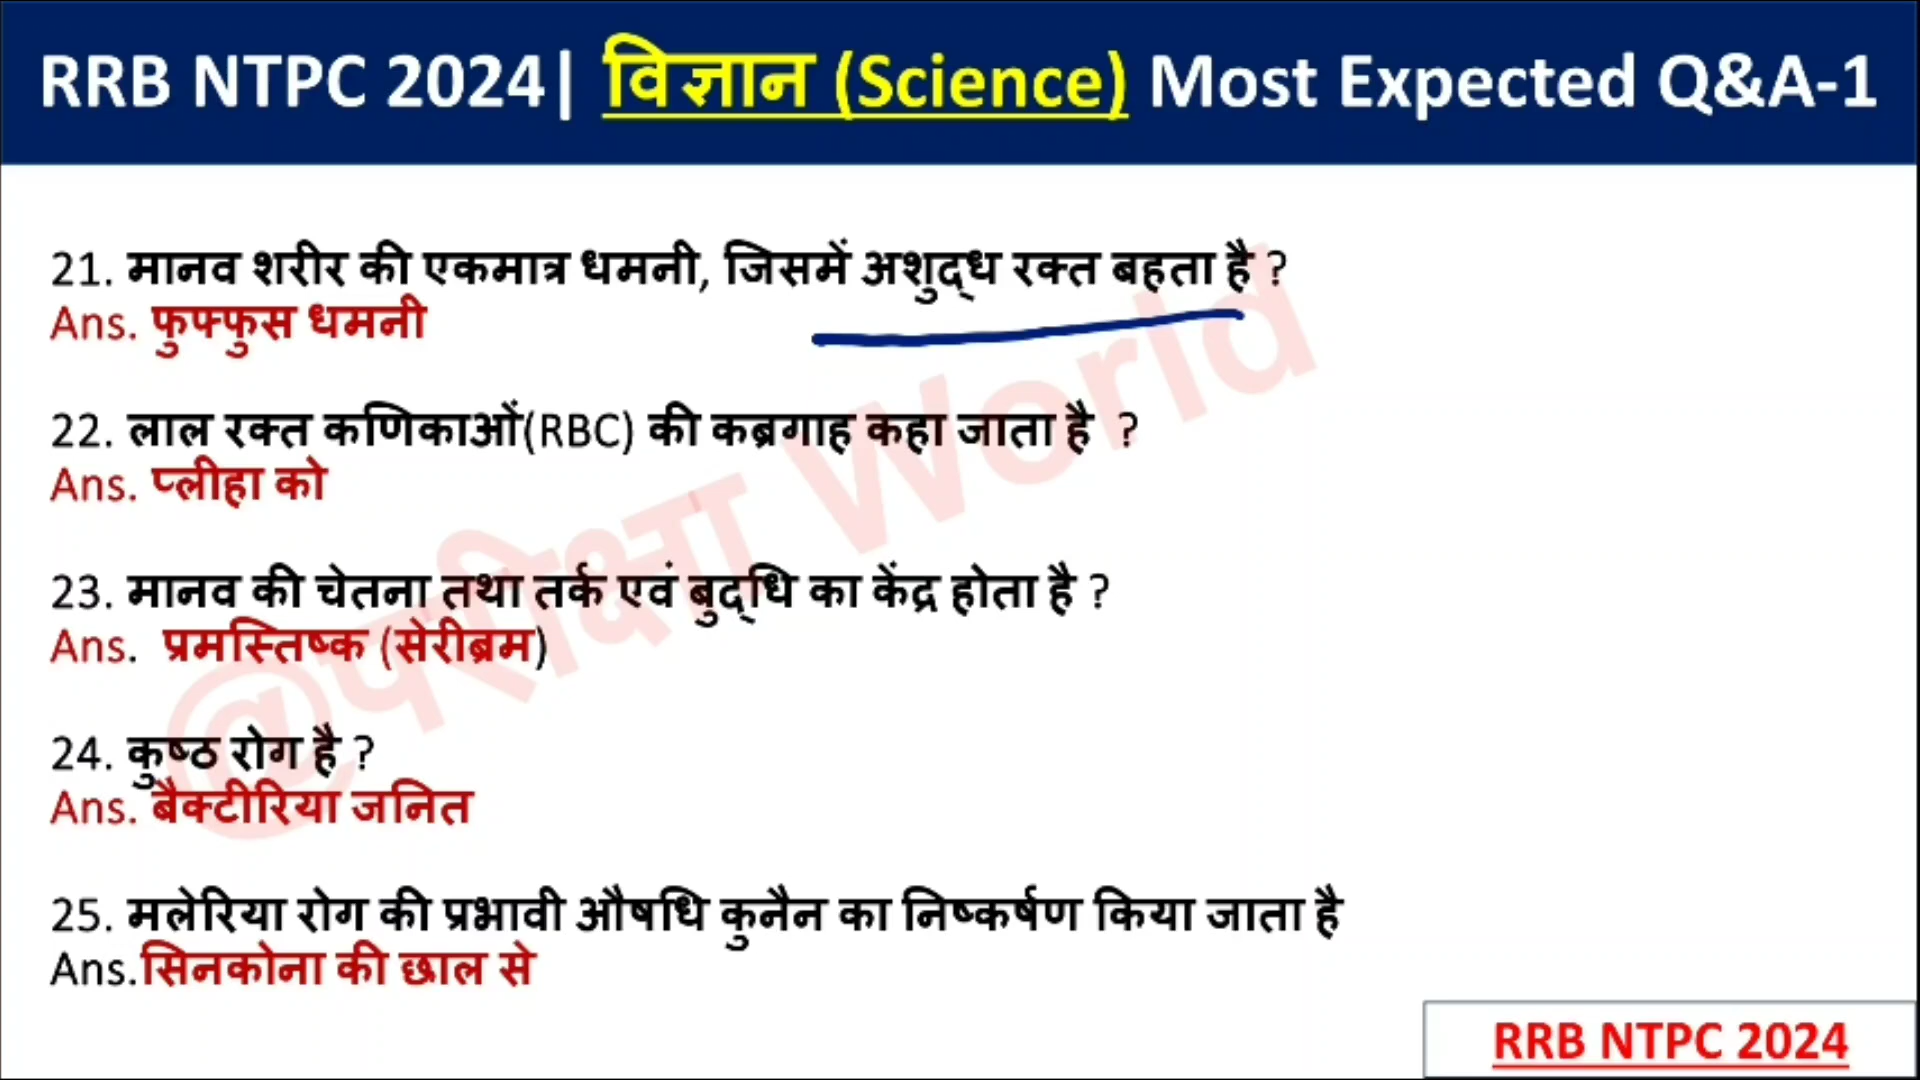 RRB NTPC 2024| विज्ञान (Science) Most Expected Q&A-1
21. मानव शरीर की एकमात्र धमनी, जिसमें अशुद्ध रक्त बहता है ?
Ans. फुफ्फुस धमनी
22. लाल रक्त कणिकाओं(RBC) की कब्रगाह कहा जाता है ?
Ans. प्लीहा को
23. मानव की चेतना तथा तर्क एवं बुद्धि का केंद्र होता है ?
Ans. प्रमस्तिष्क (सेरीब्रम)
24. कुष्ठ रोग है ?
Ans. बैक्टीरिया जनित
25. मलेरिया रोग की प्रभावी औषधि कुनैन का निष्कर्षण किया जाता है
Ans.सिनकोना की छाल से
@परीक्षा World
RRB NTPC 2024